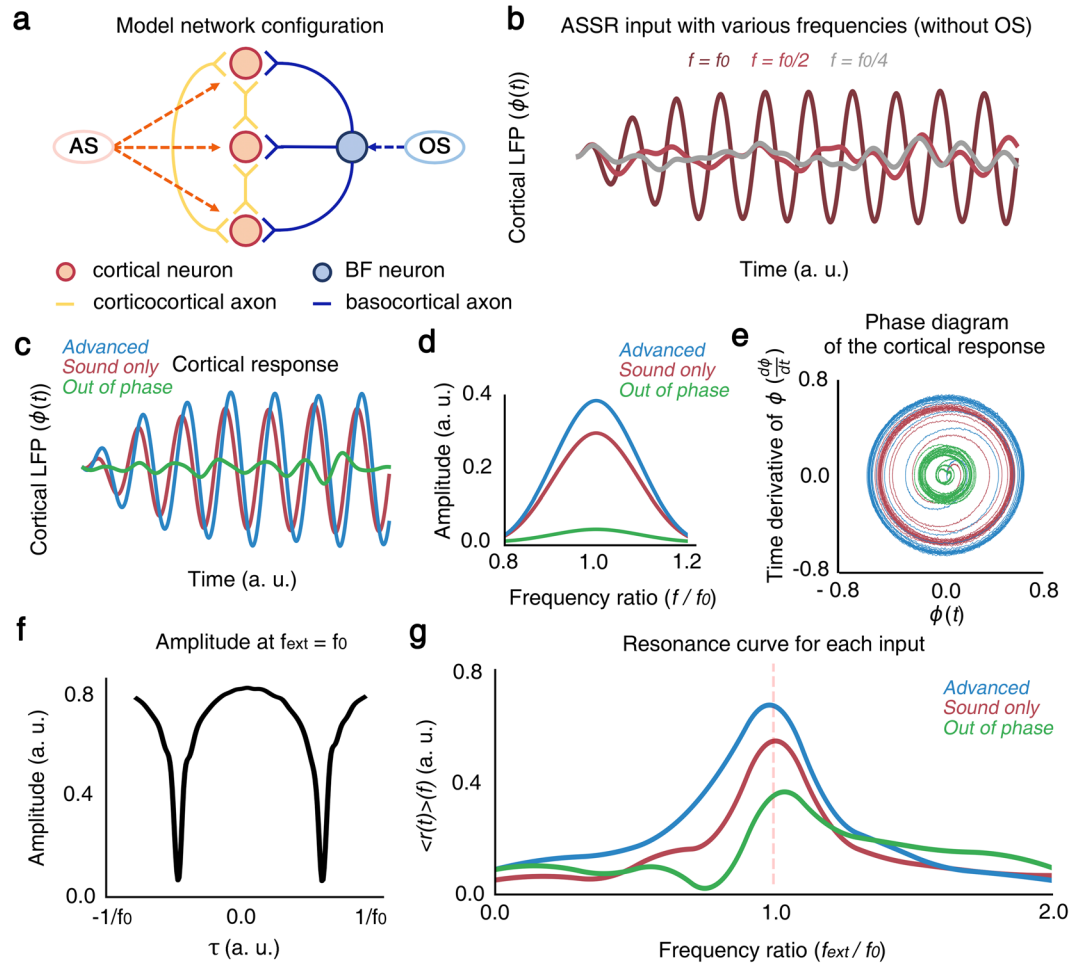 a
Model network configuration
AS
OS
cortical neuron
BF neuron
corticocortical axon
basocortical axon
b
ASSR input with various frequencies (without OS)
f = f0 f = f0/2 f = f0/4
Cortical LFP (ϕ(t))
Time (a. u.)
c
Advanced
Sound only
Out of phase
Cortical response
Cortical LFP (ϕ(t))
Time (a. u.)
d
Advanced
Sound only
Out of phase
Amplitude (a. u.)
0.4
0.2
0.0
0.8 1.0 1.2
Frequency ratio (f / f0)
e
Phase diagram
of the cortical response
Time derivative of ϕ (dϕ/dt)
0.8
0.0
-0.8
- 0.8 0.0 0.8
ϕ(t)
f
Amplitude at fext = f0
Amplitude (a. u.)
0.8
0.4
0.0
-1/f0 0.0 1/f0
τ (a. u.)
g
Resonance curve for each input
Advanced
Sound only
Out of phase
<r(t)>(f) (a. u.)
0.8
0.4
0.0
0.0 1.0 2.0
Frequency ratio (fext / f0)